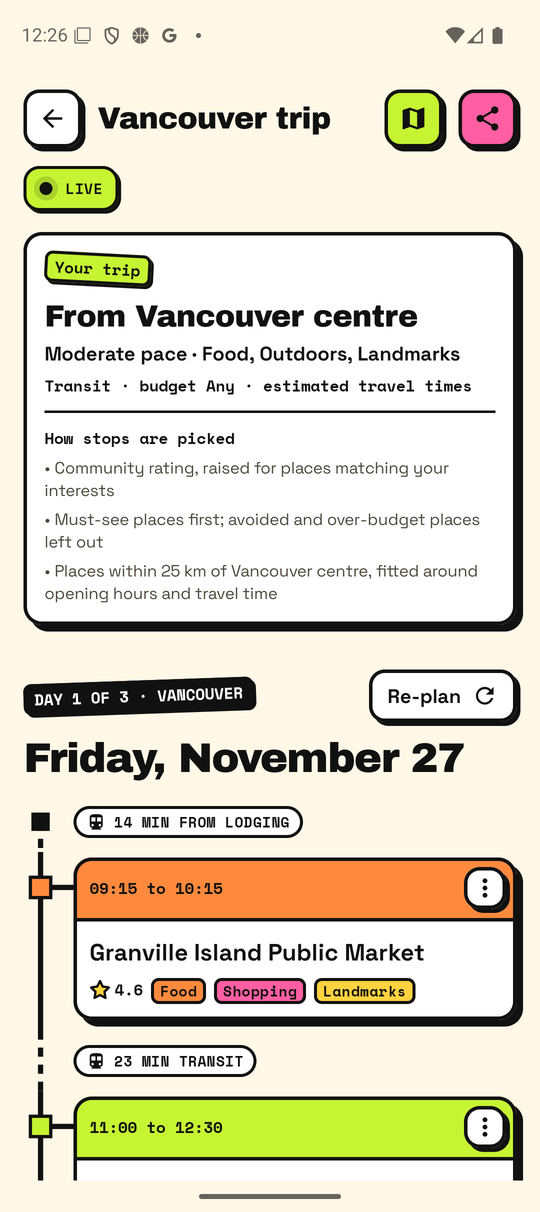 12:26
Vancouver trip
LIVE
Your trip
From Vancouver centre
Moderate pace · Food, Outdoors, Landmarks
Transit · budget Any · estimated travel times
How stops are picked
• Community rating, raised for places matching your
interests
• Must-see places first; avoided and over-budget places
left out
• Places within 25 km of Vancouver centre, fitted around
opening hours and travel time
DAY 1 OF 3 · VANCOUVER
Re-plan
Friday, November 27
14 MIN FROM LODGING
09:15 to 10:15
Granville Island Public Market
4.6 Food Shopping Landmarks
23 MIN TRANSIT
11:00 to 12:30